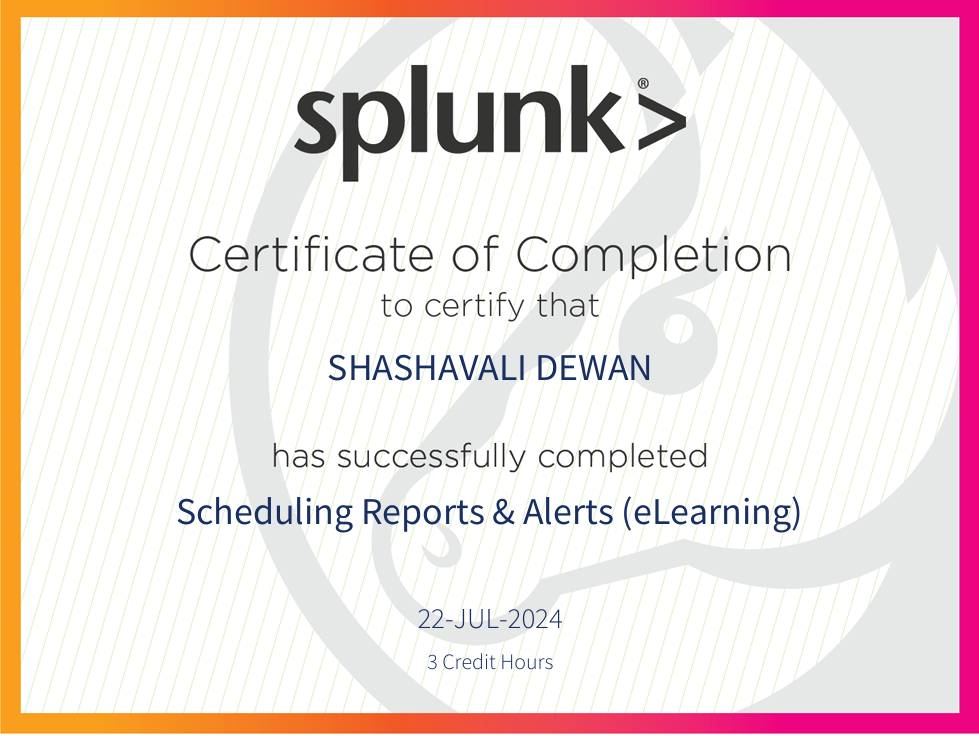 splunk>®
Certificate of Completion
to certify that
SHASHAVALI DEWAN
has successfully completed
Scheduling Reports & Alerts (eLearning)
22-JUL-2024
3 Credit Hours